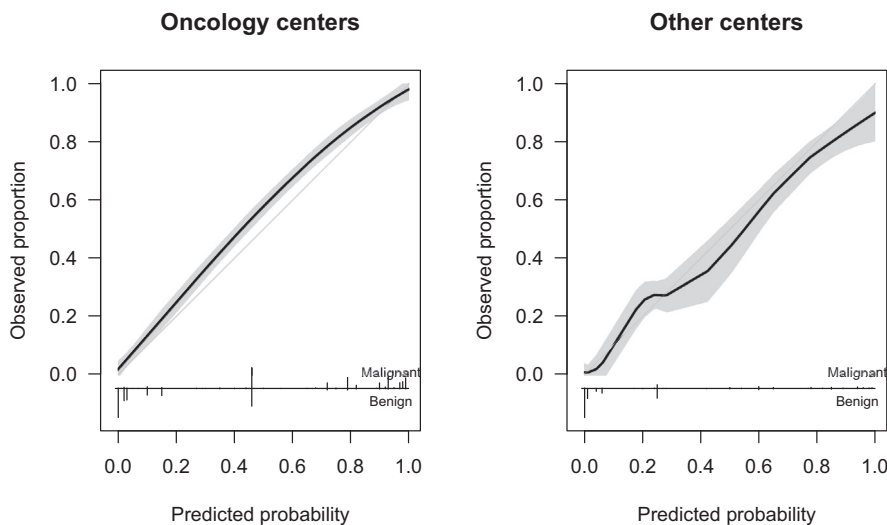 Oncology centers
Other centers
Observed proportion
1.0
0.8
0.6
0.4
0.2
0.0
Malignant
Benign
0.0 0.2 0.4 0.6 0.8 1.0
Predicted probability
Observed proportion
1.0
0.8
0.6
0.4
0.2
0.0
Malignant
Benign
0.0 0.2 0.4 0.6 0.8 1.0
Predicted probability